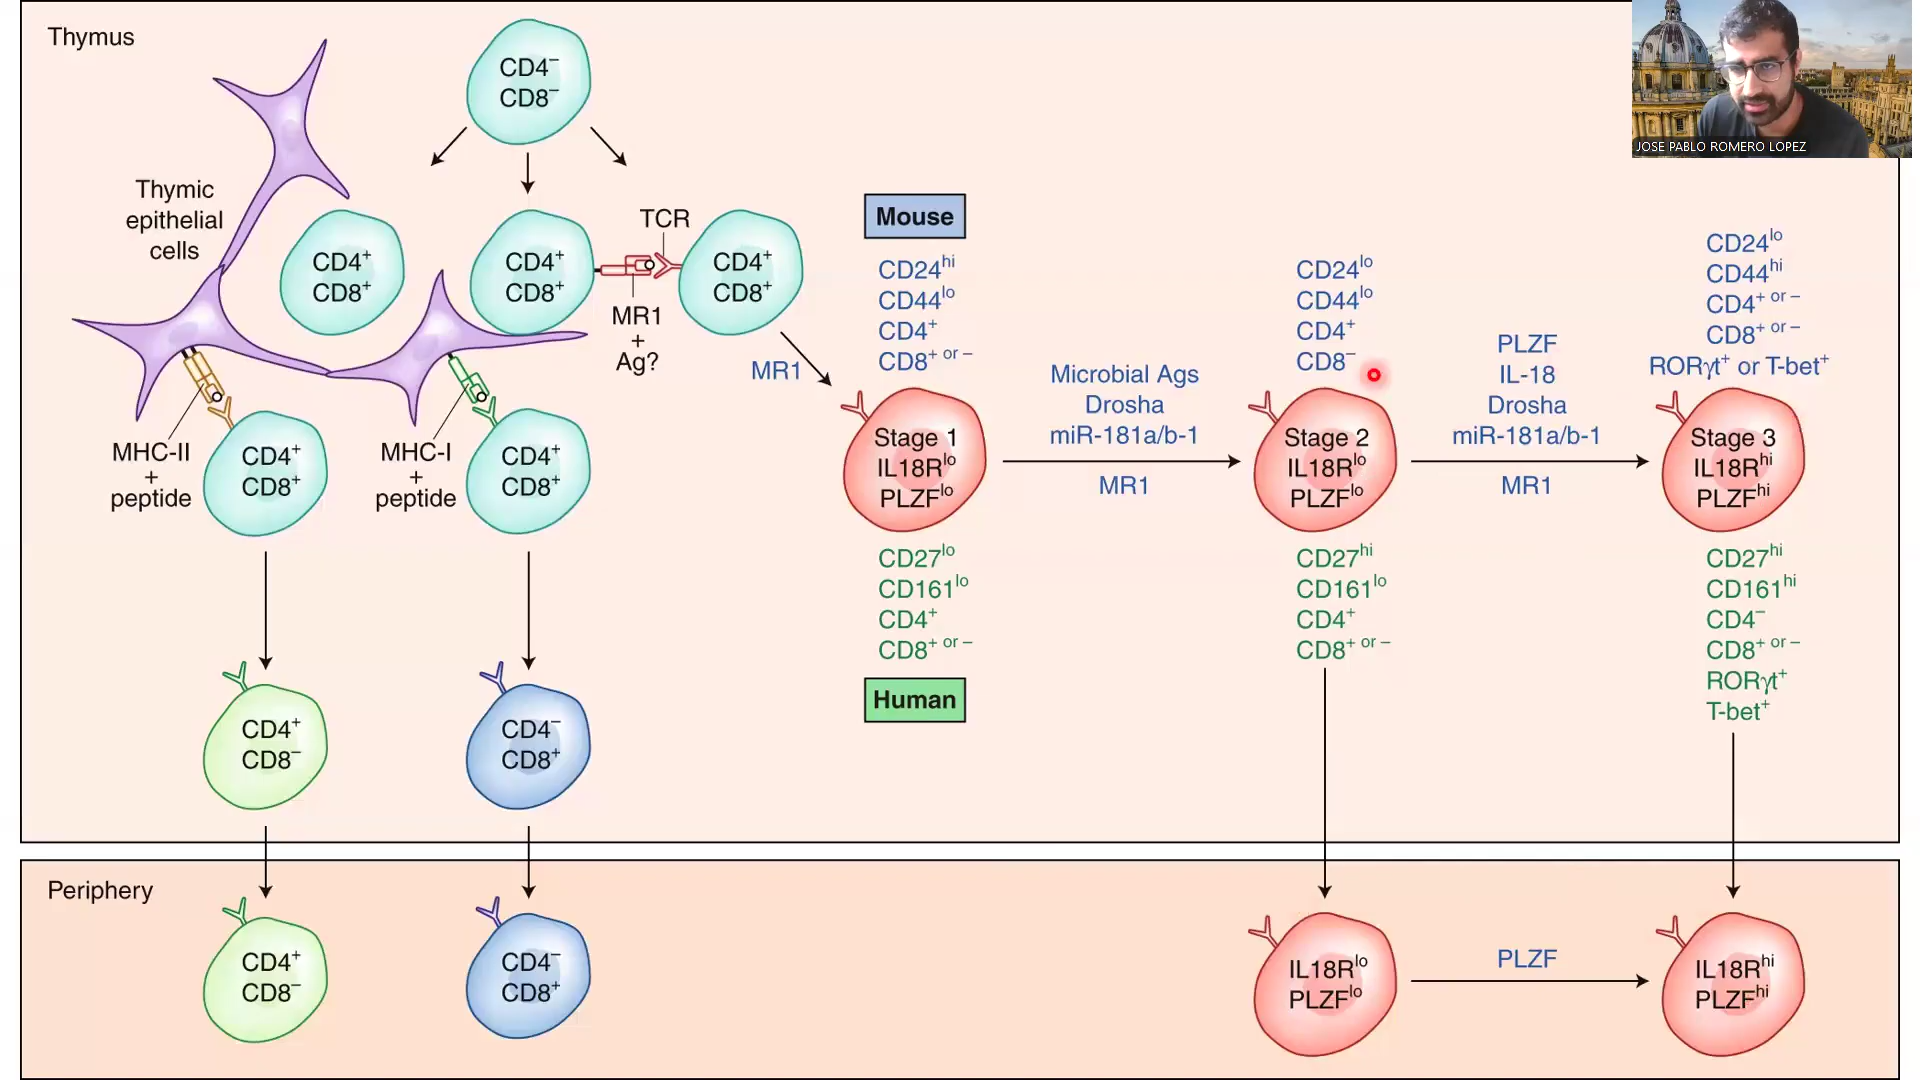 Thymus
JOSE PABLO ROMERO LOPEZ
CD4⁻
CD8⁻
Thymic
epithelial
cells
CD4⁺
CD8⁺
CD4⁺
CD8⁺
TCR
MR1
+
Ag?
CD4⁺
CD8⁺
MR1
MHC-II
+
peptide
CD4⁺
CD8⁺
MHC-I
+
peptide
CD4⁺
CD8⁺
CD4⁺
CD8⁻
CD4⁻
CD8⁺
Mouse
CD24ʰⁱ
CD44ˡᵒ
CD4⁺
CD8⁺ ᵒʳ ⁻
Stage 1
IL18Rˡᵒ
PLZFˡᵒ
CD27ˡᵒ
CD161ˡᵒ
CD4⁺
CD8⁺ ᵒʳ ⁻
Human
Microbial Ags
Drosha
miR-181a/b-1
MR1
CD24ˡᵒ
CD44ˡᵒ
CD4⁺
CD8⁻
Stage 2
IL18Rˡᵒ
PLZFˡᵒ
CD27ʰⁱ
CD161ˡᵒ
CD4⁺
CD8⁺ ᵒʳ ⁻
PLZF
IL-18
Drosha
miR-181a/b-1
MR1
CD24ˡᵒ
CD44ʰⁱ
CD4⁺ ᵒʳ ⁻
CD8⁺ ᵒʳ ⁻
RORγt⁺ or T-bet⁺
Stage 3
IL18Rʰⁱ
PLZFʰⁱ
CD27ʰⁱ
CD161ʰⁱ
CD4⁻
CD8⁺ ᵒʳ ⁻
RORγt⁺
T-bet⁺
Periphery
CD4⁺
CD8⁻
CD4⁻
CD8⁺
IL18Rˡᵒ
PLZFˡᵒ
PLZF
IL18Rʰⁱ
PLZFʰⁱ